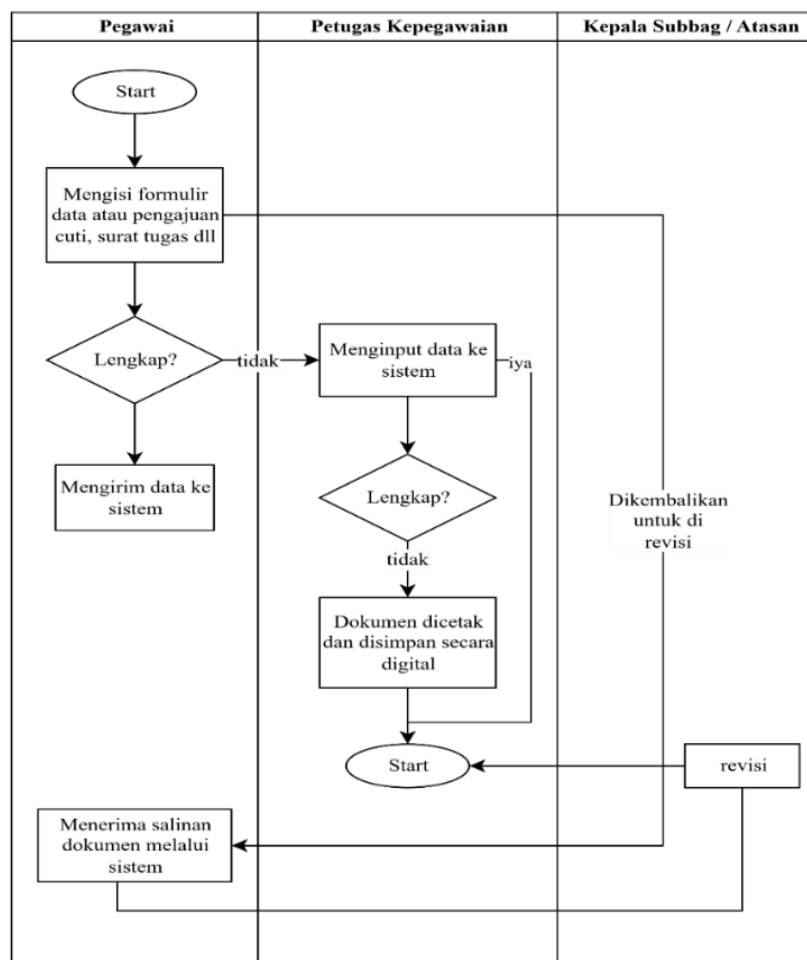 Pegawai
Petugas Kepegawaian
Kepala Subbag / Atasan
Start
Mengisi formulir
data atau pengajuan
cuti, surat tugas dll
Lengkap?
tidak
Menginput data ke
sistem
iya
Mengirim data ke
sistem
Lengkap?
Dikembalikan
untuk di
revisi
tidak
Dokumen dicetak
dan disimpan secara
digital
Start
revisi
Menerima salinan
dokumen melalui
sistem